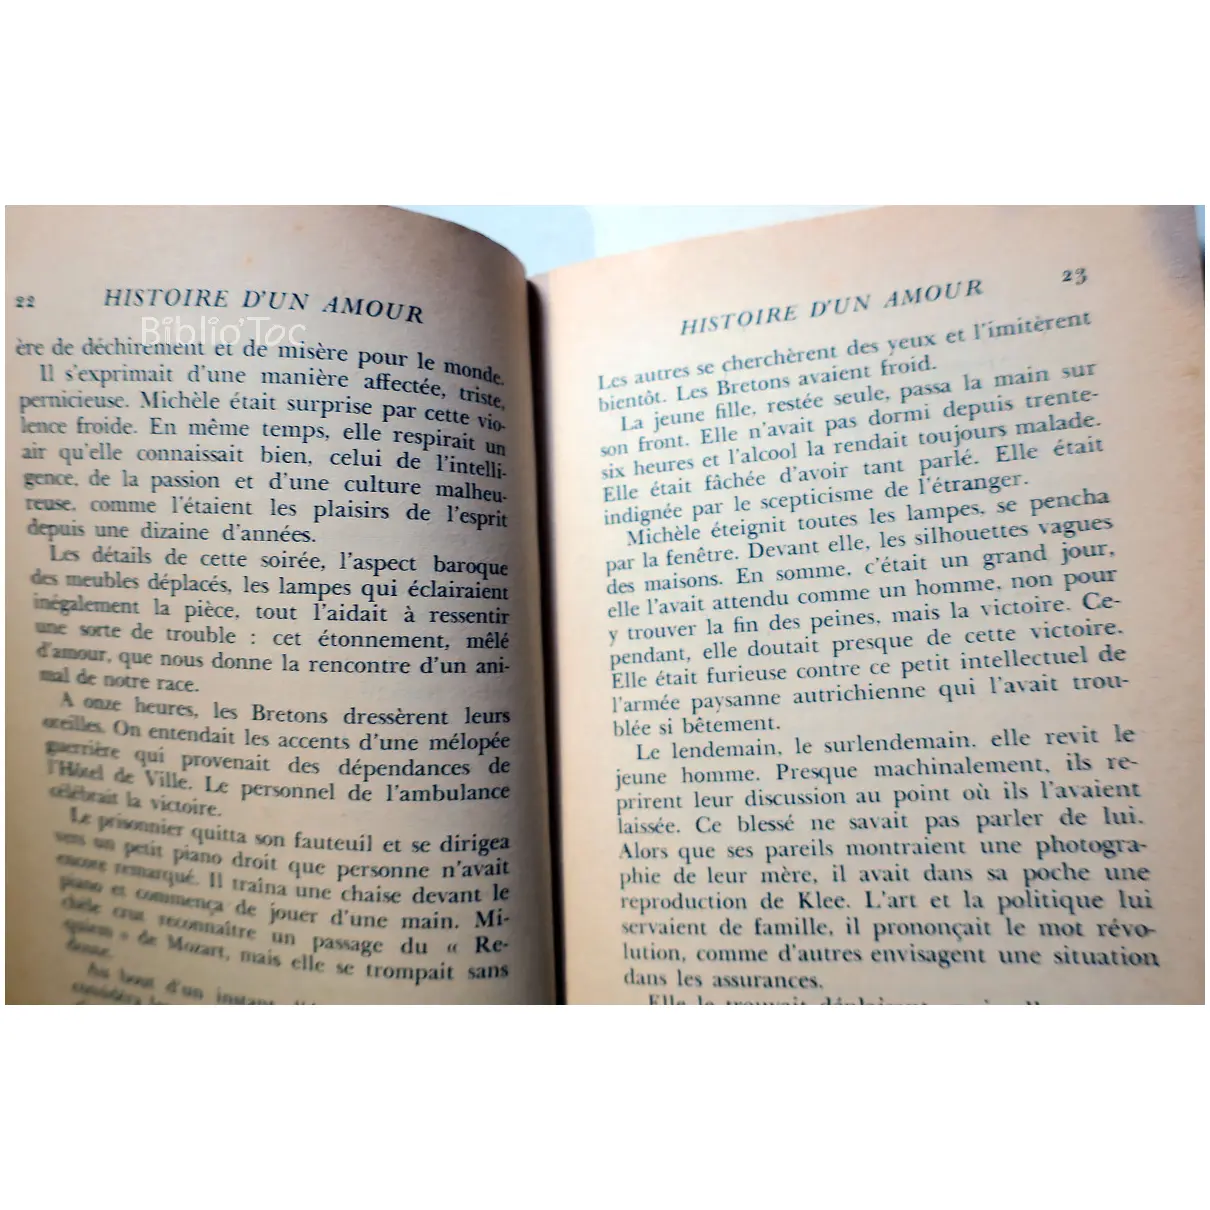 22 HISTOIRE D'UN AMOUR
Biblio'Toc
ère de déchirement et de misère pour le monde.
Il s'exprimait d'une manière affectée, triste,
pernicieuse. Michèle était surprise par cette vio-
lence froide. En même temps, elle respirait un
air qu'elle connaissait bien, celui de l'intelli-
gence, de la passion et d'une culture malheu-
reuse, comme l'étaient les plaisirs de l'esprit
depuis une dizaine d'années.
Les détails de cette soirée, l'aspect baroque
des meubles déplacés, les lampes qui éclairaient
inégalement la pièce, tout l'aidait à ressentir
une sorte de trouble : cet étonnement, mêlé
d'amour, que nous donne la rencontre d'un ani-
mal de notre race.
A onze heures, les Bretons dressèrent leurs
oreilles. On entendait les accents d'une mélopée
guerrière qui provenait des dépendances de
l'Hôtel de Ville. Le personnel de l'ambulance
célébrait la victoire.
Le prisonnier quitta son fauteuil et se dirigea
vers un petit piano droit que personne n'avait
encore remarqué. Il traîna une chaise devant le
piano et commença de jouer d'une main. Mi-
chèle crut reconnaître un passage du « Re-
quiem » de Mozart, mais elle se trompait sans
doute.
Au bout d'un instant
HISTOIRE D'UN AMOUR 23
Les autres se cherchèrent des yeux et l'imitèrent
bientôt. Les Bretons avaient froid.
La jeune fille, restée seule, passa la main sur
son front. Elle n'avait pas dormi depuis trente-
six heures et l'alcool la rendait toujours malade.
Elle était fâchée d'avoir tant parlé. Elle était
indignée par le scepticisme de l'étranger.
Michèle éteignit toutes les lampes, se pencha
par la fenêtre. Devant elle, les silhouettes vagues
des maisons. En somme, c'était un grand jour,
elle l'avait attendu comme un homme, non pour
y trouver la fin des peines, mais la victoire. Ce-
pendant, elle doutait presque de cette victoire.
Elle était furieuse contre ce petit intellectuel de
l'armée paysanne autrichienne qui l'avait trou-
blée si bêtement.
Le lendemain, le surlendemain, elle revit le
jeune homme. Presque machinalement, ils re-
prirent leur discussion au point où ils l'avaient
laissée. Ce blessé ne savait pas parler de lui.
Alors que ses pareils montraient une photogra-
phie de leur mère, il avait dans sa poche une
reproduction de Klee. L'art et la politique lui
servaient de famille, il prononçait le mot révo-
lution, comme d'autres envisagent une situation
dans les assurances.
Elle le trouvait